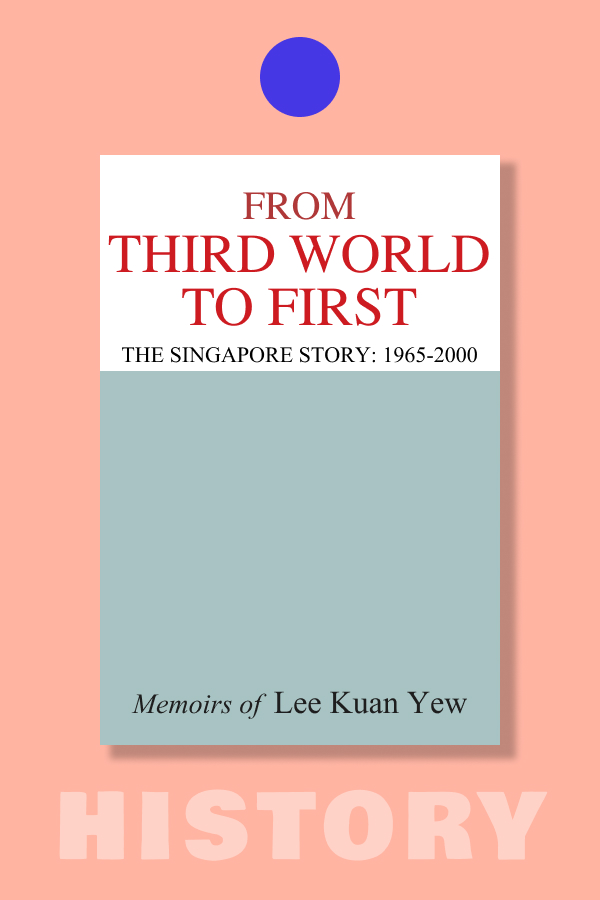 FROM
THIRD WORLD
TO FIRST
THE SINGAPORE STORY: 1965-2000
Memoirs of Lee Kuan Yew
HISTORY